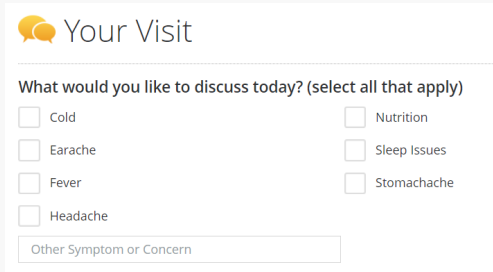 Your Visit
What would you like to discuss today? (select all that apply)
Cold
Nutrition
Earache
Sleep Issues
Fever
Stomachache
Headache
Other Symptom or Concern